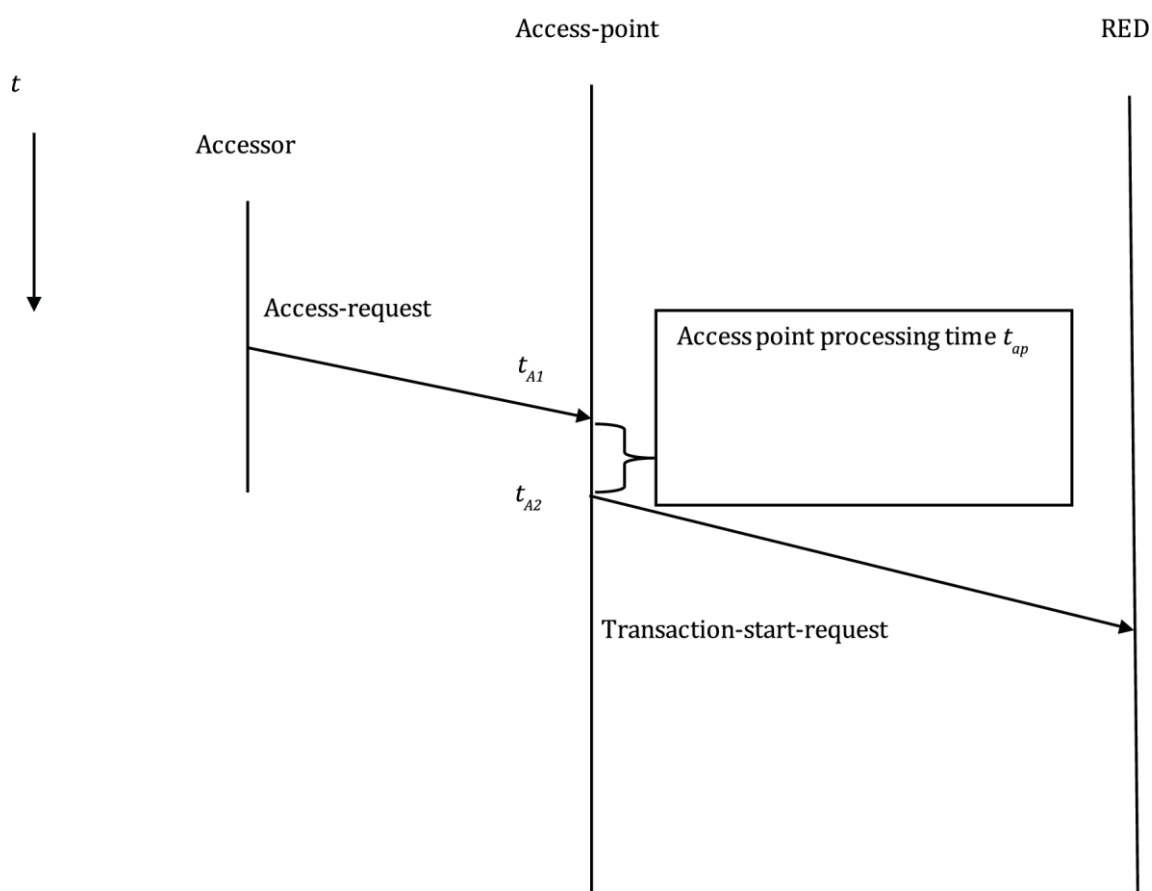 Access-point
RED
t
Accessor
Access-request
Access point processing time t_ap
t_A1
t_A2
Transaction-start-request